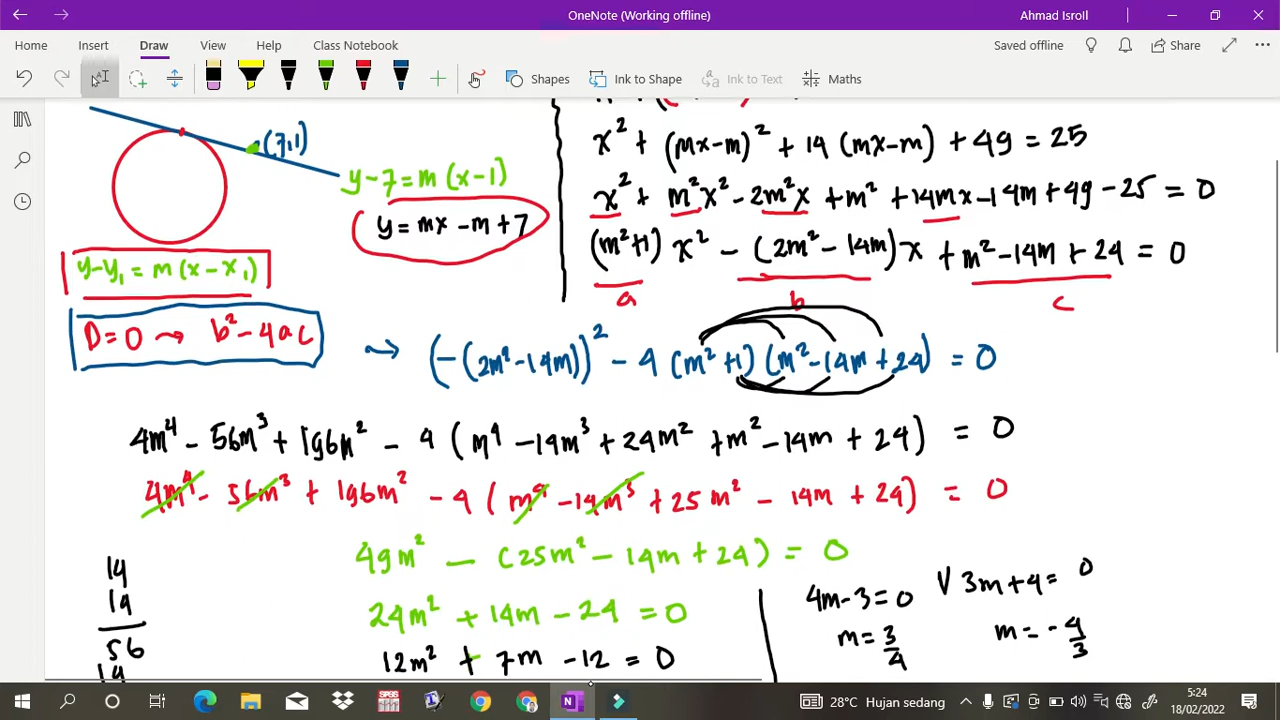 OneNote (Working offline)
Ahmad Isroil
Home Insert Draw View Help Class Notebook
Saved offline Share
Shapes Ink to Shape Ink to Text Maths
(7,1)
y-7=m(x-1)
y=mx-m+7
y-y₁=m(x-x₁)
D=0 → b²-4ac
x²+(mx-m)²+14(mx-m)+49=25
x²+m²x²-2m²x+m²+14mx-14m+49-25=0
(m²+1)x²-(2m²-14m)x+m²-14m+24=0
a b c
→ (-(2m²-14m))²-4(m²+1)(m²-14m+24)=0
4m⁴-56m³+196m²-4(m⁴-14m³+24m²+m²-14m+24)=0
4m⁴-56m³+196m²-4(m⁴-14m³+25m²-14m+24)=0
49m²-(25m²-14m+24)=0
24m²+14m-24=0
12m²+7m-12=0
14
14
56
14
4m-3=0 V 3m+4=0
m=3/4 m=-4/3
28°C Hujan sedang
5:24
18/02/2022